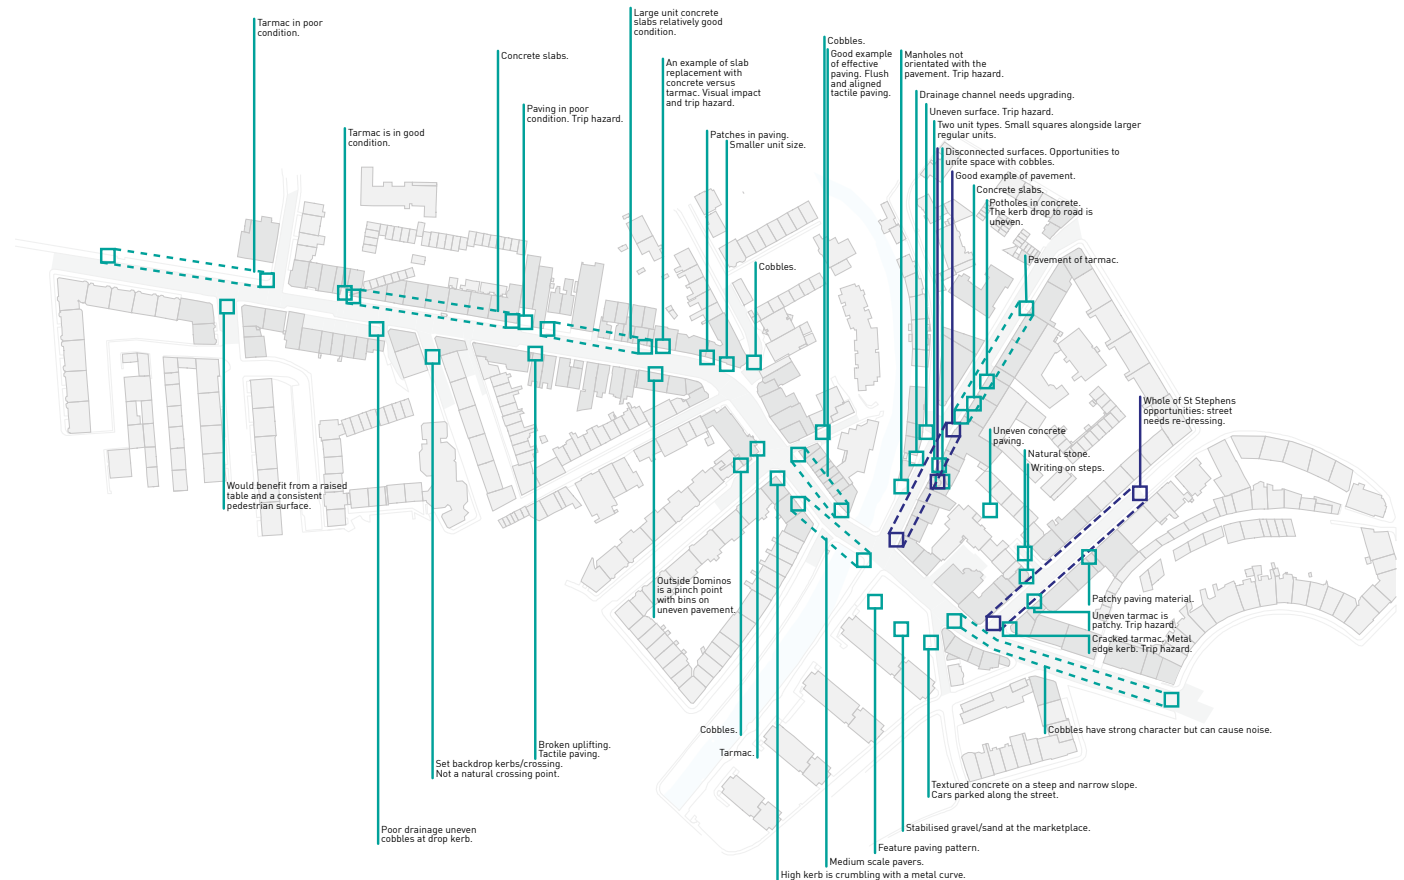 Tarmac in poor
condition.
Large unit concrete
slabs relatively good
condition.
Concrete slabs.
An example of slab
replacement with
concrete versus
tarmac. Visual impact
and trip hazard.
Cobbles.
Good example
of effective
paving. Flush
and aligned
tactile paving.
Manholes not
orientated with the
pavement. Trip hazard.
Drainage channel needs upgrading.
Paving in poor
condition. Trip hazard.
Uneven surface. Trip hazard.
Two unit types. Small squares alongside larger
regular units.
Tarmac is in good
condition.
Patches in paving.
Smaller unit size.
Disconnected surfaces. Opportunities to
unite space with cobbles.
Good example of pavement.
Concrete slabs.
Potholes in concrete.
The kerb drop to road is
uneven.
Cobbles.
Pavement of tarmac.
Whole of St Stephens
opportunities: street
needs re-dressing.
Uneven concrete
paving.
Natural stone.
Writing on steps.
Would benefit from a raised
table and a consistent
pedestrian surface.
Outside Dominos
is a pinch point
with bins on
uneven pavement.
Patchy paving material.
Uneven tarmac is
patchy. Trip hazard.
Cracked tarmac. Metal
edge kerb. Trip hazard.
Cobbles.
Tarmac.
Cobbles have strong character but can cause noise.
Broken uplifting.
Tactile paving.
Set backdrop kerbs/crossing.
Not a natural crossing point.
Textured concrete on a steep and narrow slope.
Cars parked along the street.
Poor drainage uneven
cobbles at drop kerb.
Stabilised gravel/sand at the marketplace.
Feature paving pattern.
Medium scale pavers.
High kerb is crumbling with a metal curve.